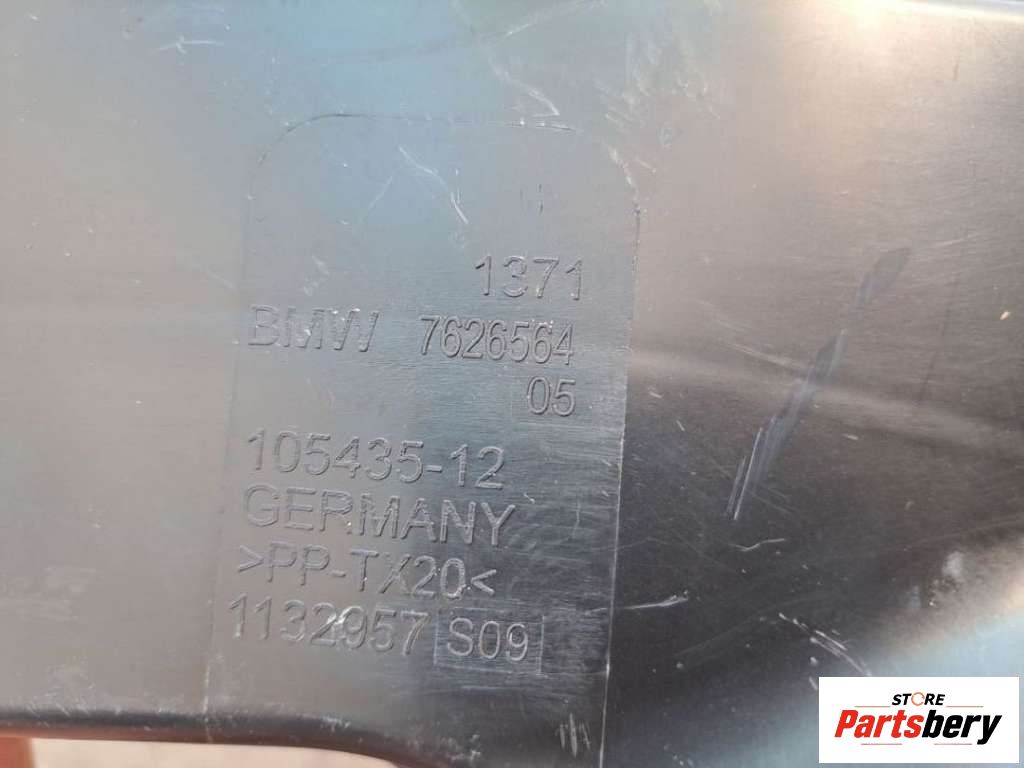 1371
BMW 7626564
05
105435-12
GERMANY
>PP-TX20<
1132957 S09
STORE
Partsbery